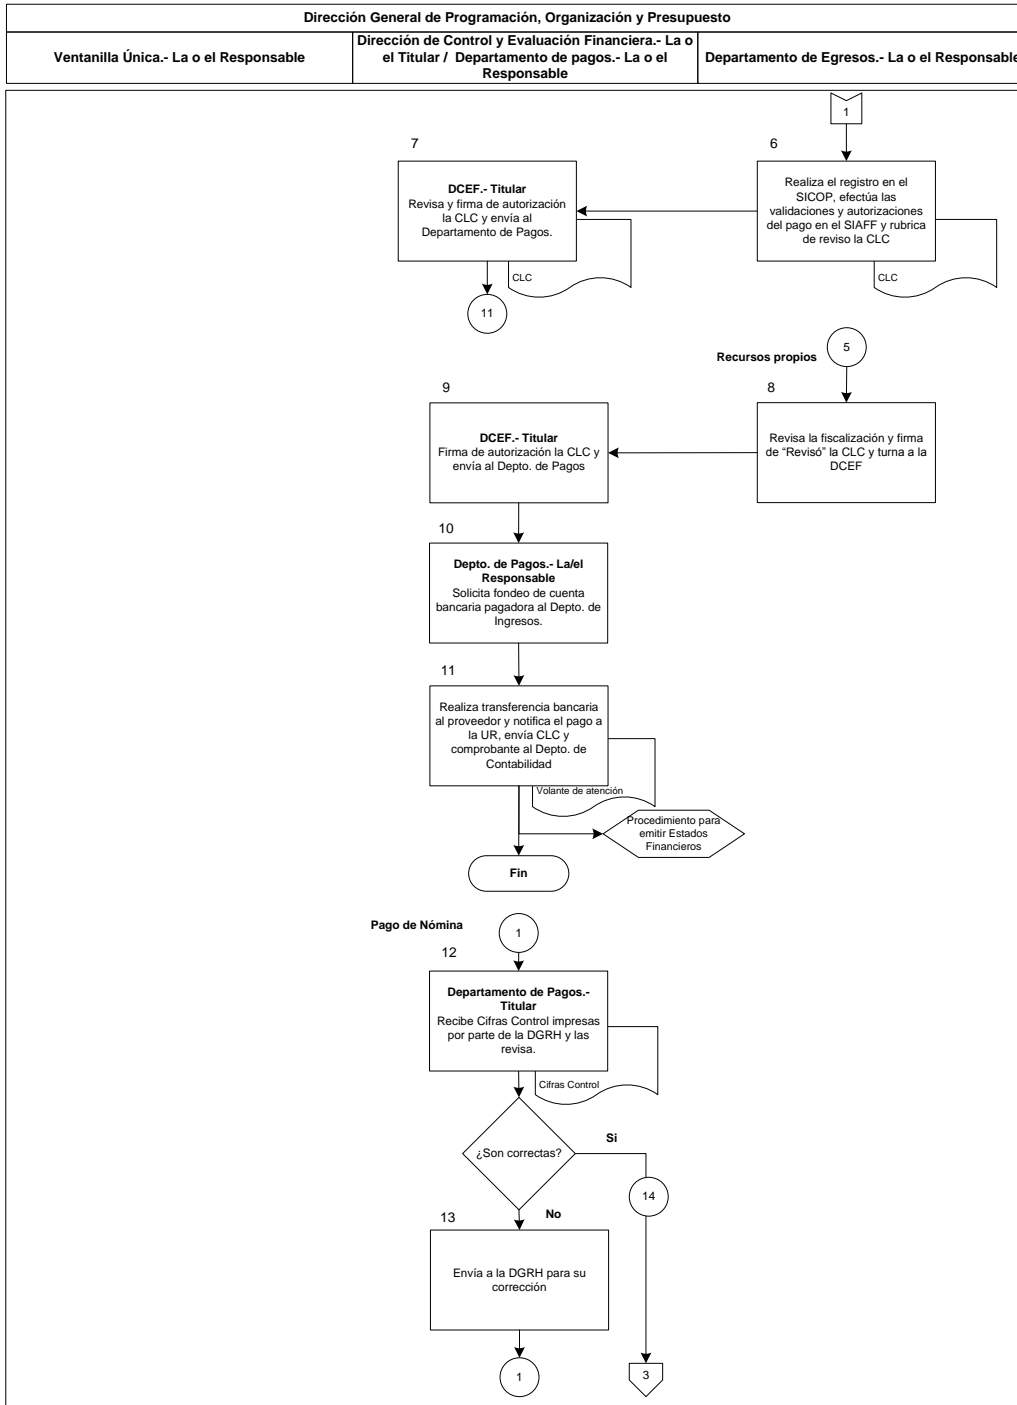 Dirección General de Programación, Organización y Presupuesto
Ventanilla Única.- La o el Responsable
Dirección de Control y Evaluación Financiera.- La o
el Titular / Departamento de pagos.- La o el
Responsable
Departamento de Egresos.- La o el Responsable
1
6
Realiza el registro en el
SICOP, efectúa las
validaciones y autorizaciones
del pago en el SIAFF y rubrica
de reviso la CLC
CLC
7
DCEF.- Titular
Revisa y firma de autorización
la CLC y envía al
Departamento de Pagos.
CLC
11
Recursos propios
5
8
Revisa la fiscalización y firma
de “Revisó” la CLC y turna a la
DCEF
9
DCEF.- Titular
Firma de autorización la CLC y
envía al Depto. de Pagos
10
Depto. de Pagos.- La/el
Responsable
Solicita fondeo de cuenta
bancaria pagadora al Depto. de
Ingresos.
11
Realiza transferencia bancaria
al proveedor y notifica el pago a
la UR, envía CLC y
comprobante al Depto. de
Contabilidad
Volante de atención
Procedimiento para
emitir Estados
Financieros
Fin
Pago de Nómina
1
12
Departamento de Pagos.-
Titular
Recibe Cifras Control impresas
por parte de la DGRH y las
revisa.
Cifras Control
¿Son correctas?
Si
14
No
13
Envía a la DGRH para su
corrección
1
3